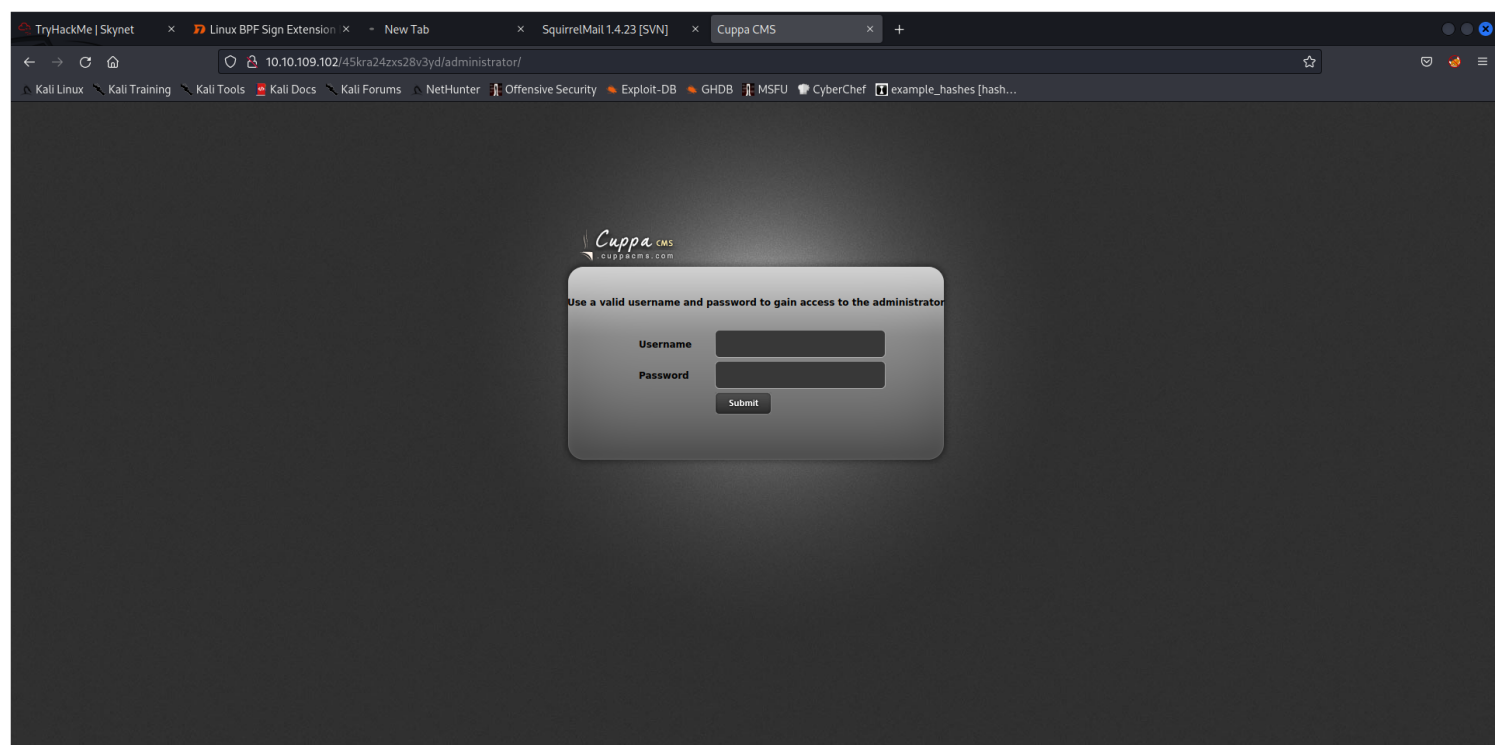 TryHackMe | Skynet
Linux BPF Sign Extension
New Tab
SquirrelMail 1.4.23 [SVN]
Cuppa CMS
10.10.109.102/45kra24zxs28v3yd/administrator/
Kali Linux Kali Training Kali Tools Kali Docs Kali Forums NetHunter Offensive Security Exploit-DB GHDB MSFU CyberChef example_hashes [hash…
Cuppa CMS
.cuppacms.com
Use a valid username and password to gain access to the administrator
Username
Password
Submit